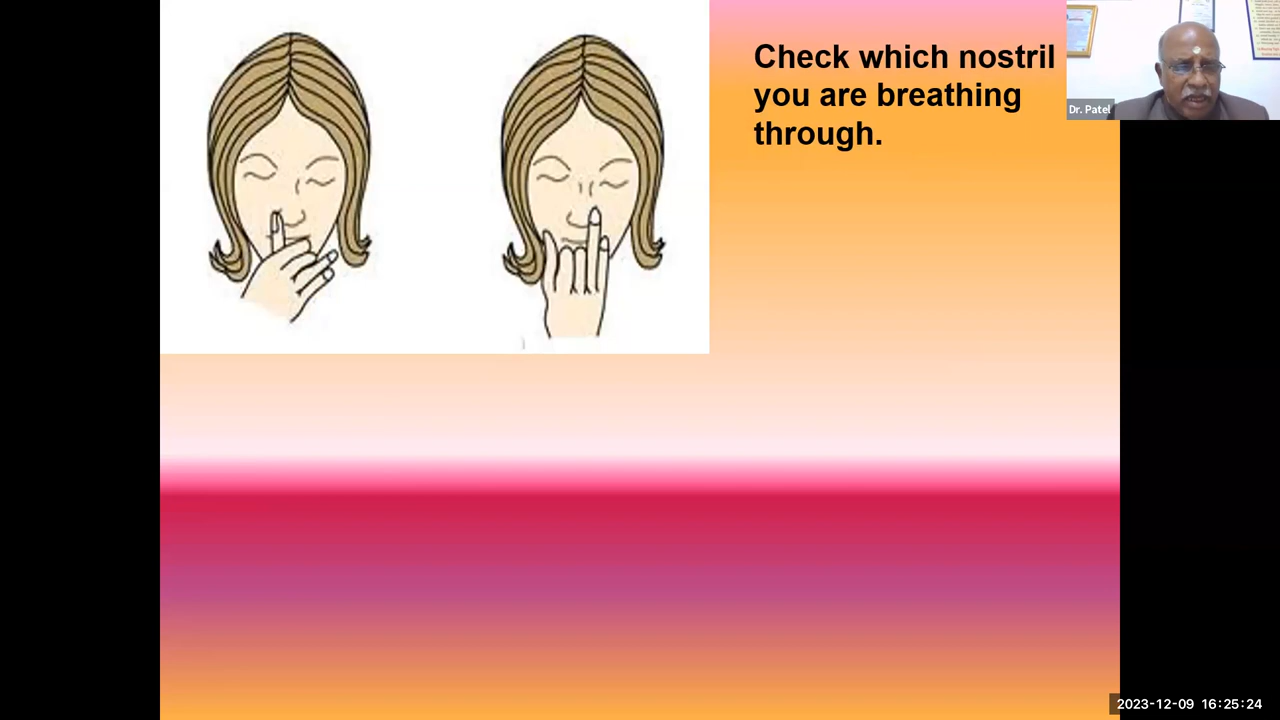 Check which nostril
you are breathing
through.
Dr. Patel
2023-12-09 16:25:24